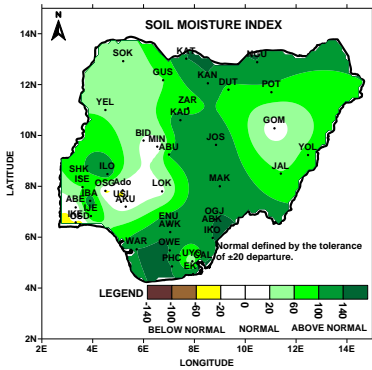 SOIL MOISTURE INDEX
N
14N
12N
10N
8N
6N
4N
2N
LATITUDE
SOK
KAT
NGU
GUS
KAN
DUT
POT
YEL
ZAR
KAD
GOM
BID
MIN
ABU
JOS
YOL
SHK
ILO
JAL
ISE
OSG
Ado
LOK
MAK
IBA
USI
ABE
AKU
IJE
ENU
OGJ
AWK
ABK
IKO
WAR
OWE
Normal defined by the tolerance
of ±20 departure.
UYO
CAL
PHC
EKT
LEGEND
-140
-100
-60
-20
0
20
60
100
140
BELOW NORMAL
NORMAL
ABOVE NORMAL
2E
4E
6E
8E
10E
12E
14E
LONGITUDE